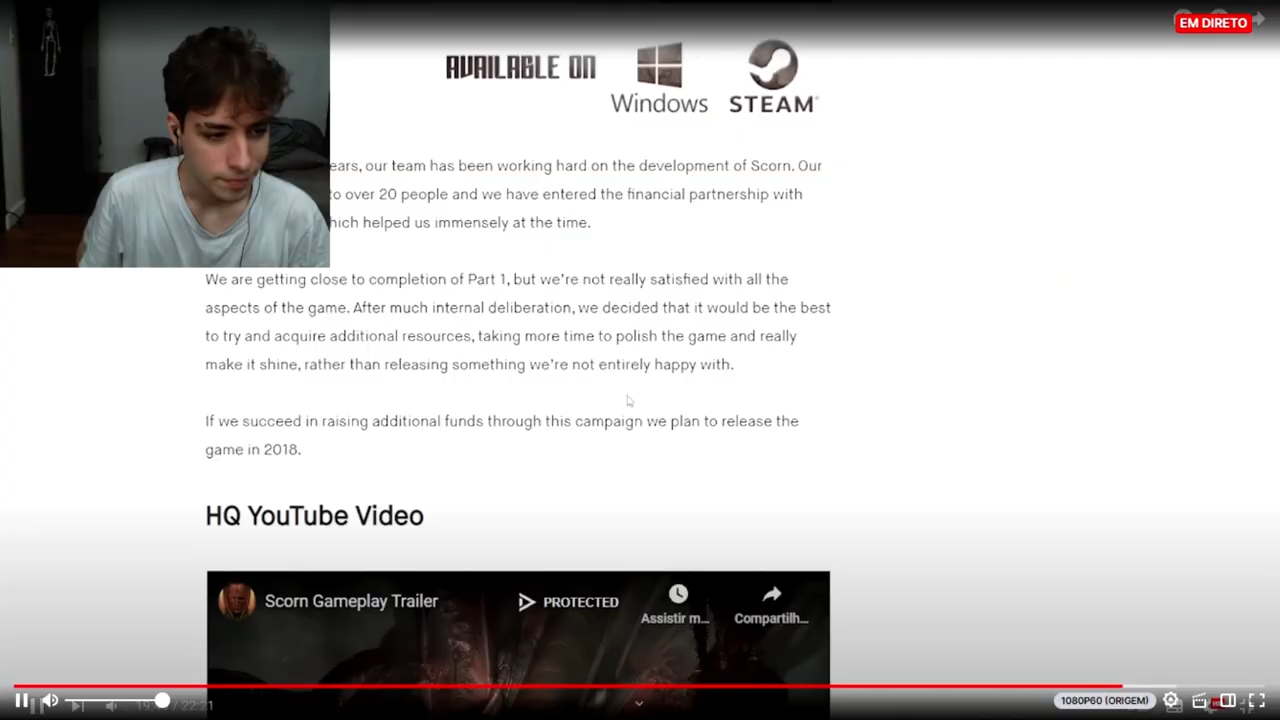 EM DIRETO
AVAILABLE ON
Windows
STEAM
ears, our team has been working hard on the development of Scorn. Our
to over 20 people and we have entered the financial partnership with
hich helped us immensely at the time.
We are getting close to completion of Part 1, but we're not really satisfied with all the
aspects of the game. After much internal deliberation, we decided that it would be the best
to try and acquire additional resources, taking more time to polish the game and really
make it shine, rather than releasing something we're not entirely happy with.
If we succeed in raising additional funds through this campaign we plan to release the
game in 2018.
HQ YouTube Video
Scorn Gameplay Trailer
PROTECTED
Assistir m...
Compartilh...
1080P60 (ORIGEM)